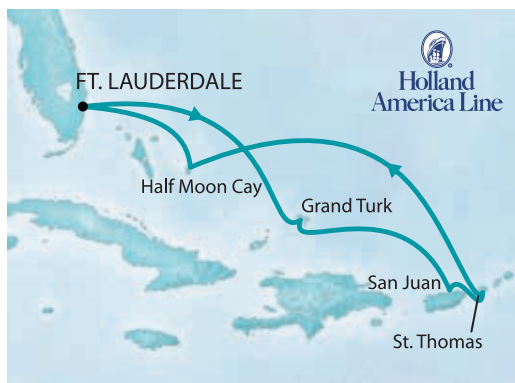 Holland
America Line
FT. LAUDERDALE
Half Moon Cay
Grand Turk
San Juan
St. Thomas